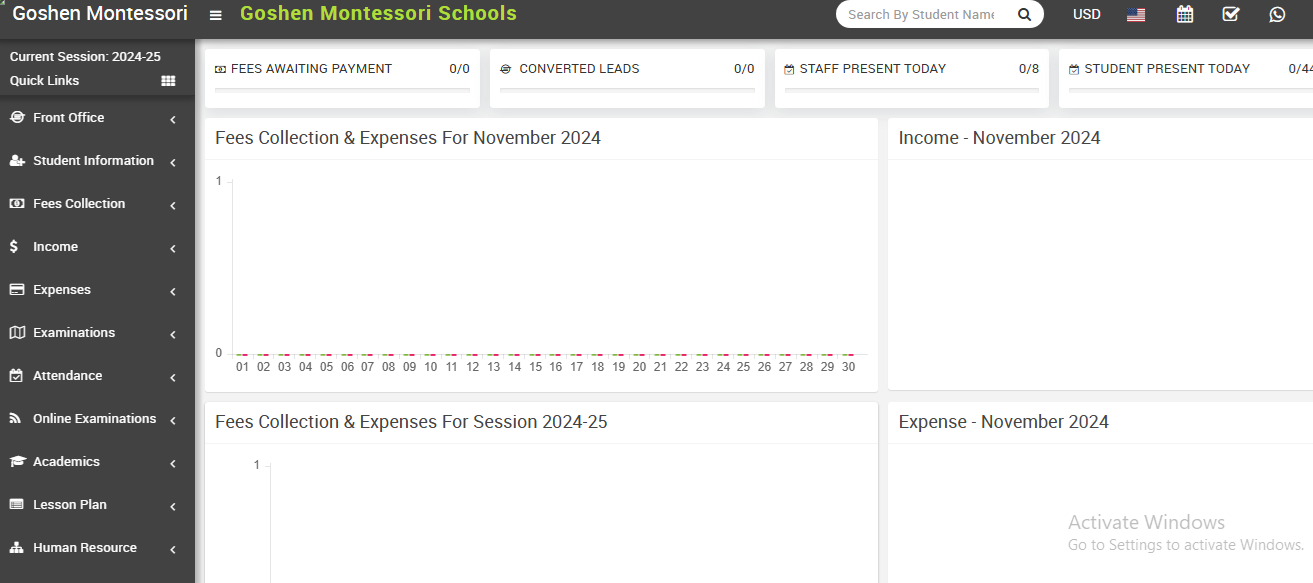 Goshen Montessori
Goshen Montessori Schools
Search By Student Name
USD
Current Session: 2024-25
Quick Links
Front Office
Student Information
Fees Collection
Income
Expenses
Examinations
Attendance
Online Examinations
Academics
Lesson Plan
Human Resource
FEES AWAITING PAYMENT 0/0
CONVERTED LEADS 0/0
STAFF PRESENT TODAY 0/8
STUDENT PRESENT TODAY 0/44
Fees Collection & Expenses For November 2024
1
0
01 02 03 04 05 06 07 08 09 10 11 12 13 14 15 16 17 18 19 20 21 22 23 24 25 26 27 28 29 30
Income - November 2024
Fees Collection & Expenses For Session 2024-25
1
Expense - November 2024
Activate Windows
Go to Settings to activate Windows.